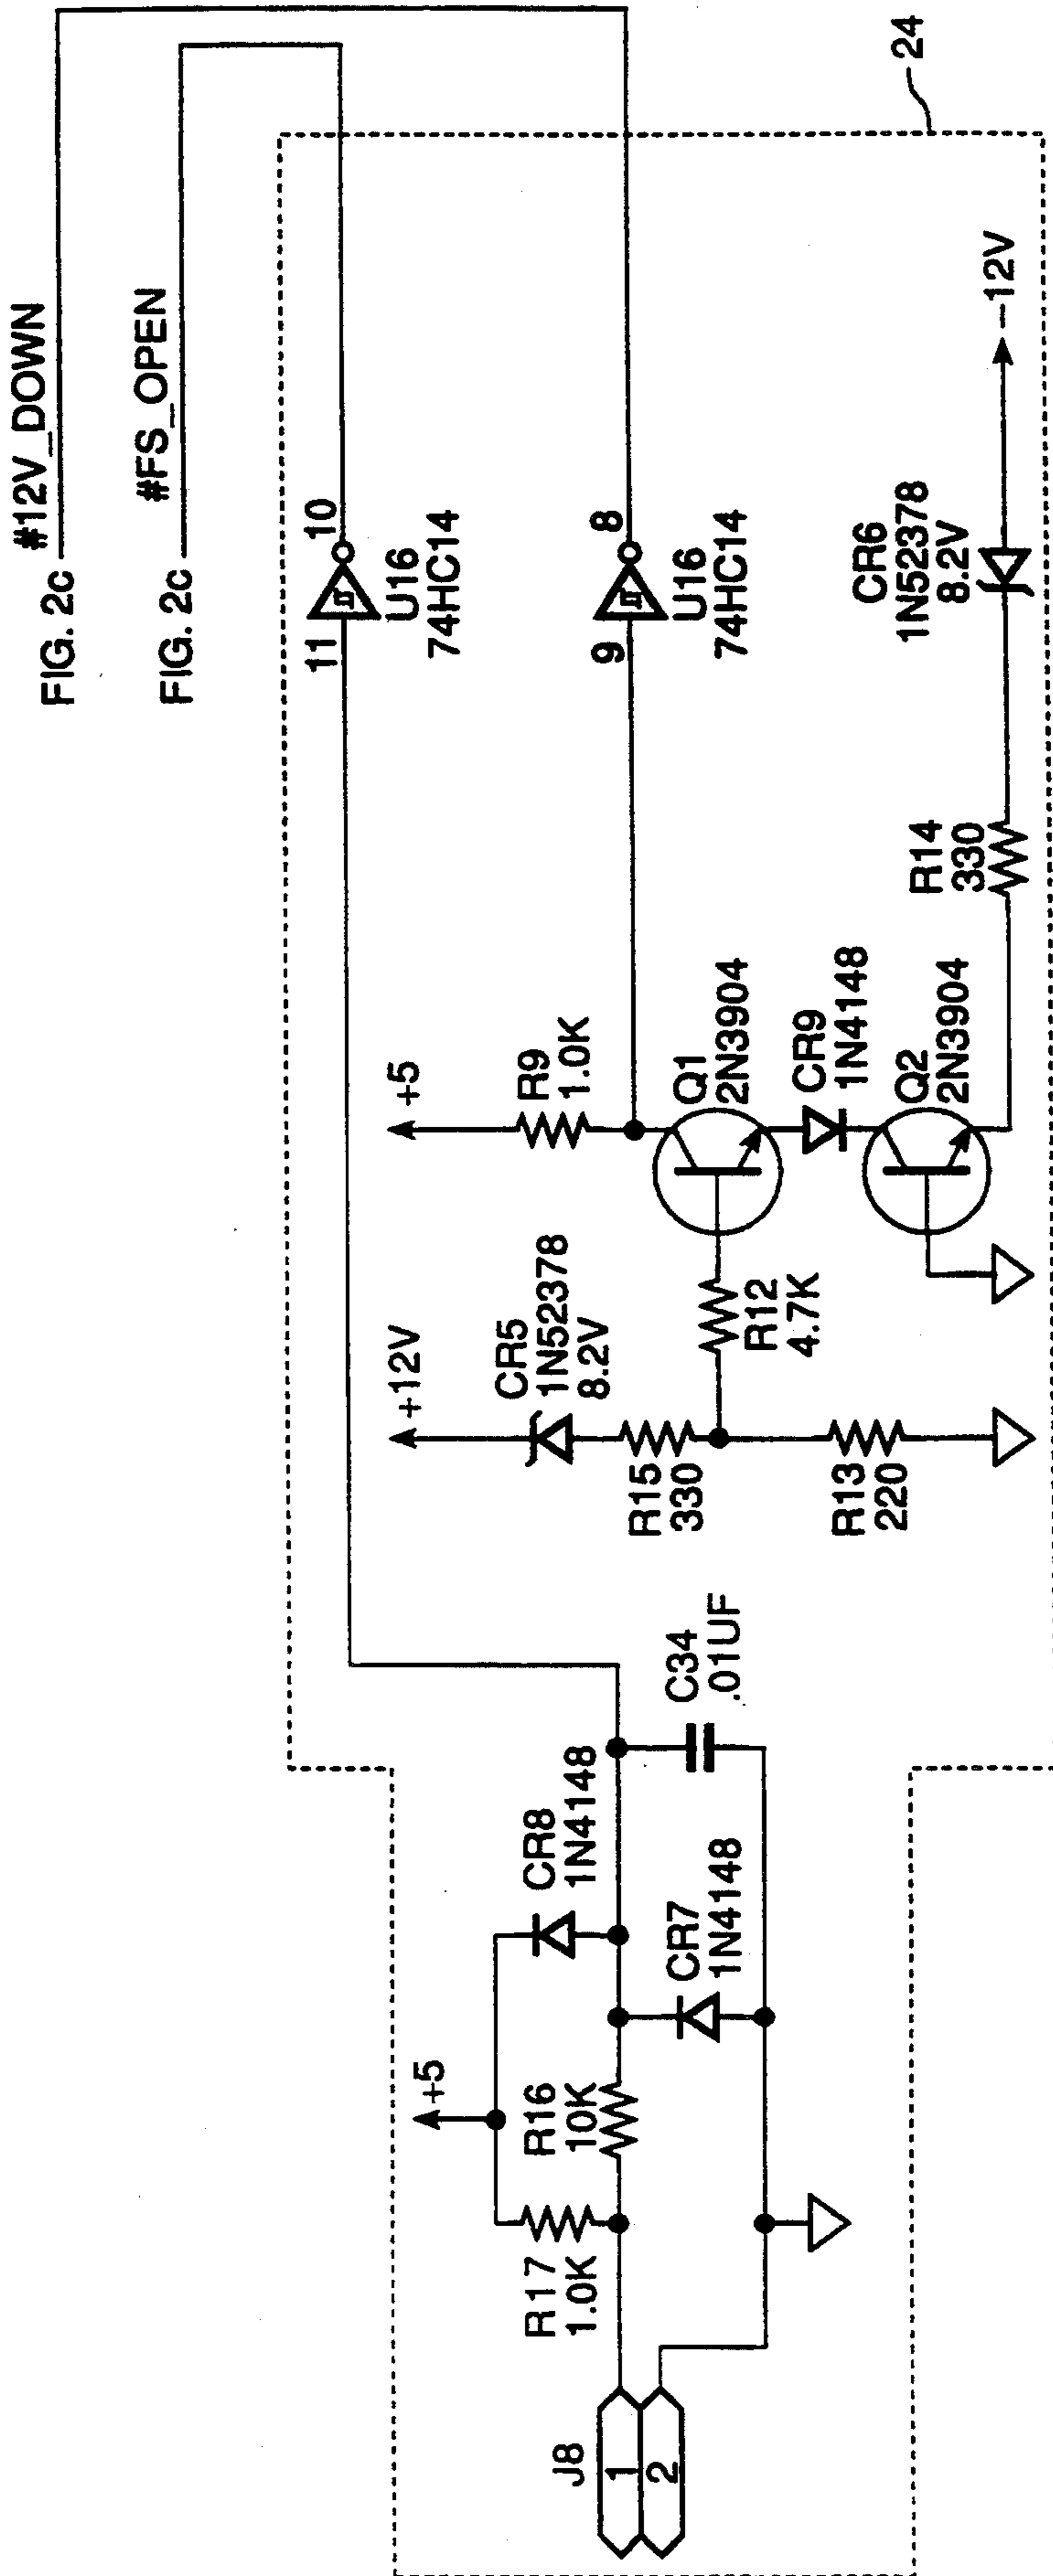 FIG. 2c
#12V_DOWN
FIG. 2c
#FS_OPEN
24
11
10
U16
74HC14
9
8
U16
74HC14
+5
R9
1.0K
+12V
CR5
1N52378
8.2V
R15
330
R13
220
R12
4.7K
Q1
2N3904
CR9
1N4148
Q2
2N3904
R14
330
CR6
1N52378
8.2V
-12V
+5
R17
1.0K
R16
10K
CR8
1N4148
CR7
1N4148
C34
.01UF
J8
1
2